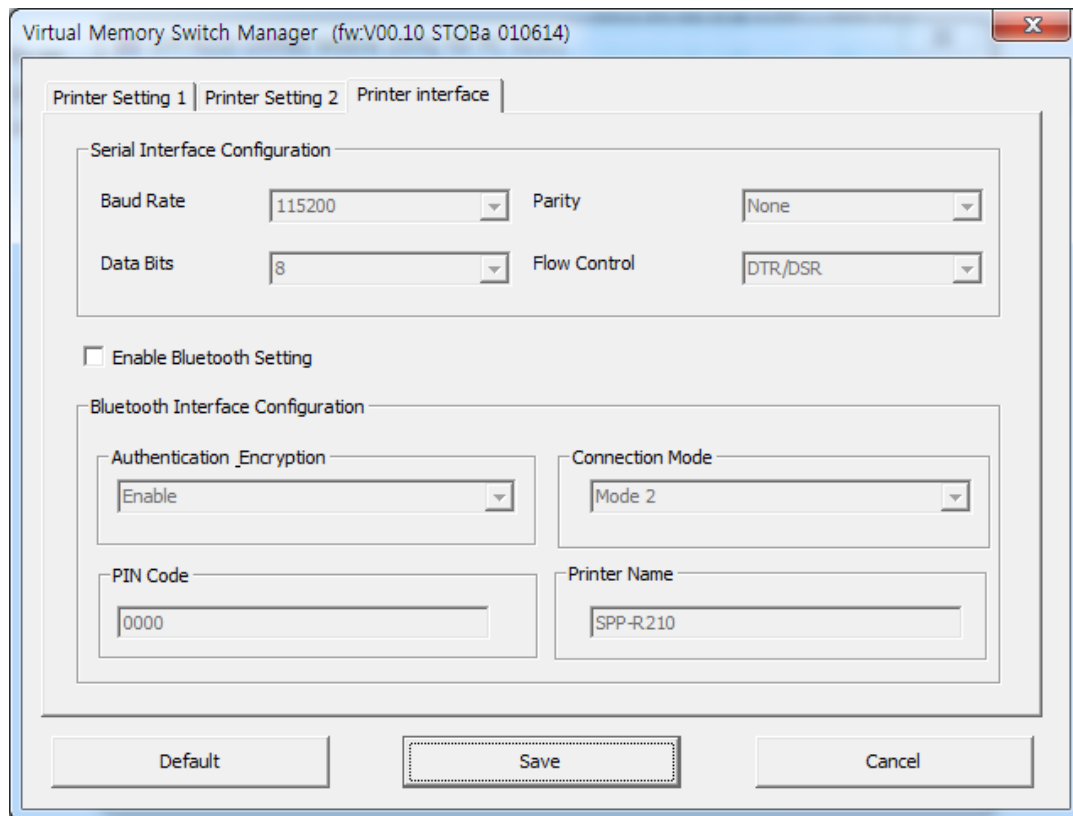 Virtual Memory Switch Manager (fw:V00.10 STOBa 010614)
Printer Setting 1 Printer Setting 2 Printer interface
Serial Interface Configuration
Baud Rate 115200 Parity None
Data Bits 8 Flow Control DTR/DSR
Enable Bluetooth Setting
Bluetooth Interface Configuration
Authentication _Encryption Connection Mode
Enable Mode 2
PIN Code Printer Name
0000 SPP-R210
Default Save Cancel